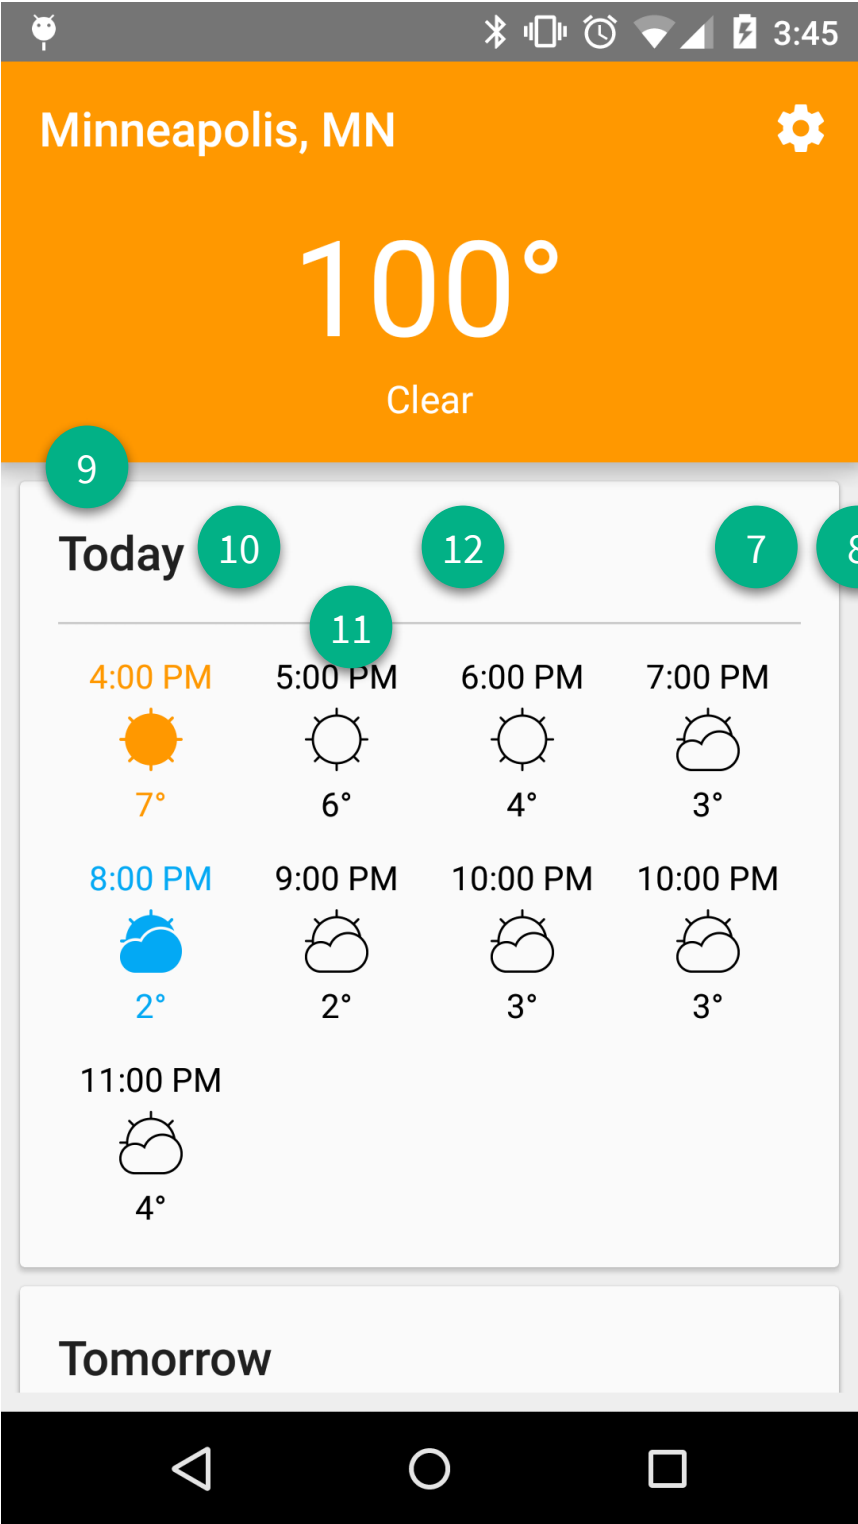 3:45
Minneapolis, MN
100°
Clear
9
Today 10 12 7 8
11
4:00 PM 5:00 PM 6:00 PM 7:00 PM
7° 6° 4° 3°
8:00 PM 9:00 PM 10:00 PM 10:00 PM
2° 2° 3° 3°
11:00 PM
4°
Tomorrow